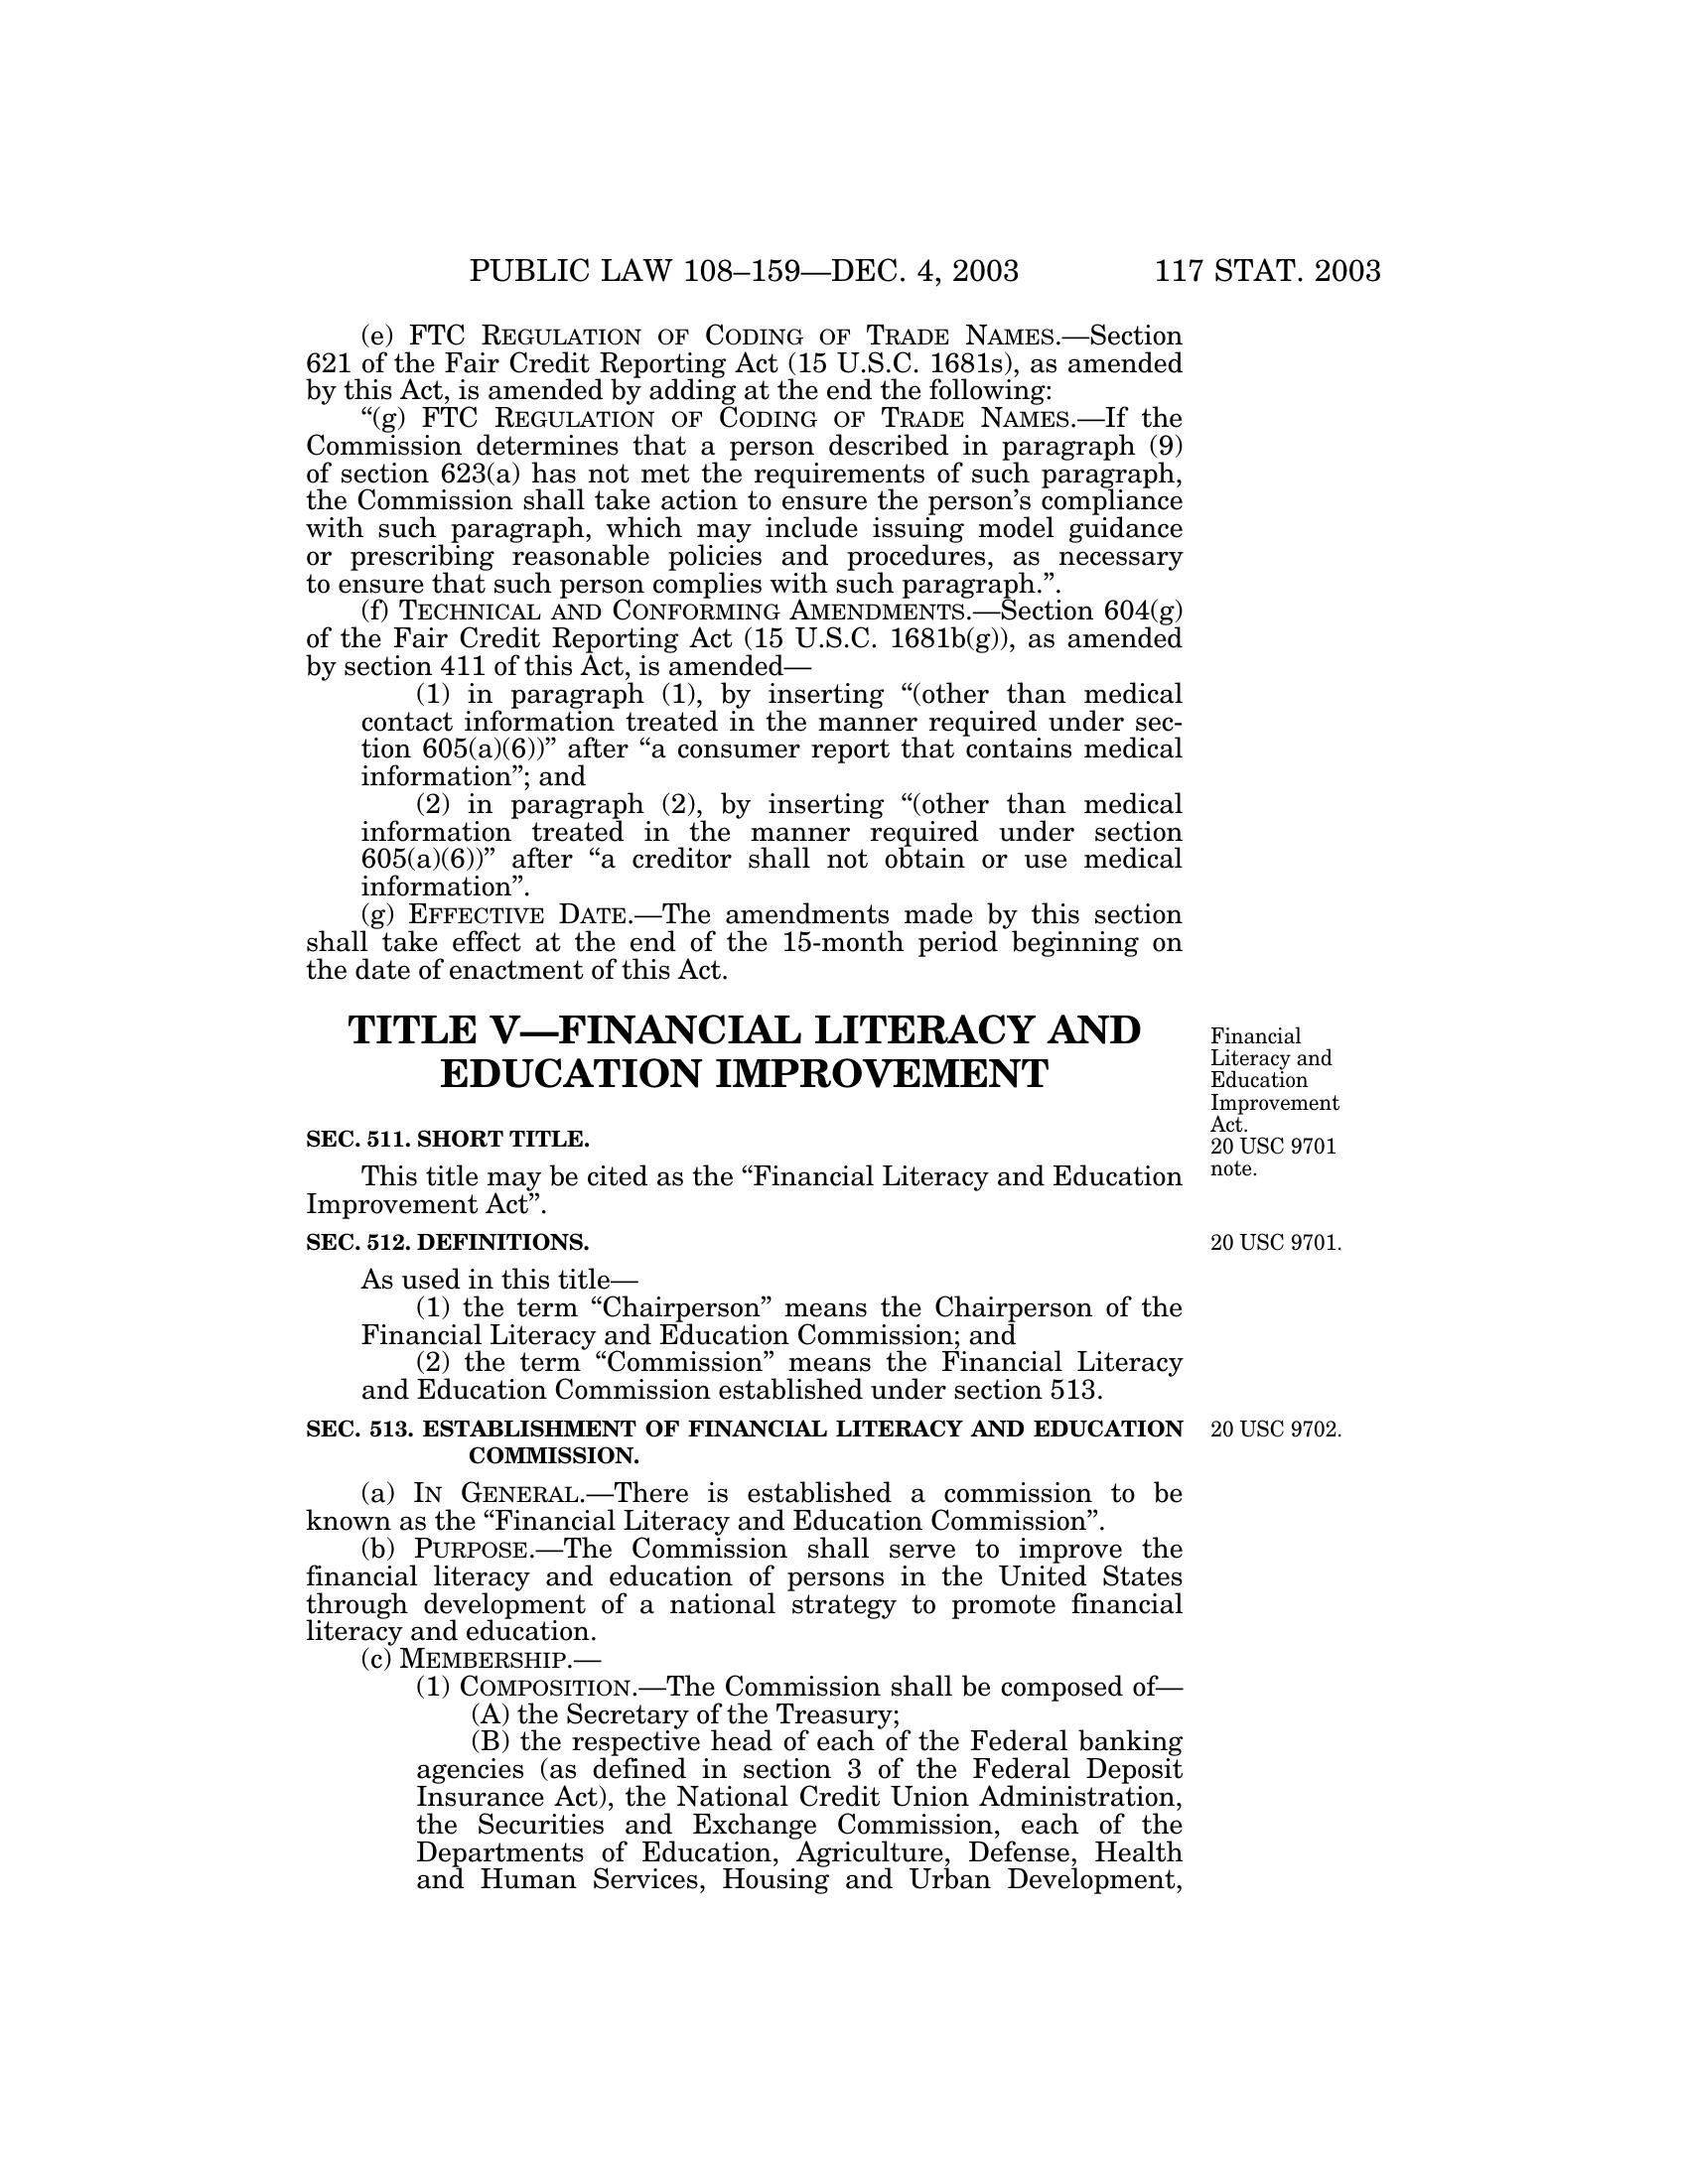 PUBLIC LAW 108–159—DEC. 4, 2003 117 STAT. 2003
(e) FTC REGULATION OF CODING OF TRADE NAMES.—Section
621 of the Fair Credit Reporting Act (15 U.S.C. 1681s), as amended
by this Act, is amended by adding at the end the following:
“(g) FTC REGULATION OF CODING OF TRADE NAMES.—If the
Commission determines that a person described in paragraph (9)
of section 623(a) has not met the requirements of such paragraph,
the Commission shall take action to ensure the person’s compliance
with such paragraph, which may include issuing model guidance
or prescribing reasonable policies and procedures, as necessary
to ensure that such person complies with such paragraph.”.
(f) TECHNICAL AND CONFORMING AMENDMENTS.—Section 604(g)
of the Fair Credit Reporting Act (15 U.S.C. 1681b(g)), as amended
by section 411 of this Act, is amended—
(1) in paragraph (1), by inserting “(other than medical
contact information treated in the manner required under sec-
tion 605(a)(6))” after “a consumer report that contains medical
information”; and
(2) in paragraph (2), by inserting “(other than medical
information treated in the manner required under section
605(a)(6))” after “a creditor shall not obtain or use medical
information”.
(g) EFFECTIVE DATE.—The amendments made by this section
shall take effect at the end of the 15-month period beginning on
the date of enactment of this Act.
TITLE V—FINANCIAL LITERACY AND
EDUCATION IMPROVEMENT
Financial
Literacy and
Education
Improvement
Act.
20 USC 9701
note.
SEC. 511. SHORT TITLE.
This title may be cited as the “Financial Literacy and Education
Improvement Act”.
SEC. 512. DEFINITIONS. 20 USC 9701.
As used in this title—
(1) the term “Chairperson” means the Chairperson of the
Financial Literacy and Education Commission; and
(2) the term “Commission” means the Financial Literacy
and Education Commission established under section 513.
SEC. 513. ESTABLISHMENT OF FINANCIAL LITERACY AND EDUCATION 20 USC 9702.
COMMISSION.
(a) IN GENERAL.—There is established a commission to be
known as the “Financial Literacy and Education Commission”.
(b) PURPOSE.—The Commission shall serve to improve the
financial literacy and education of persons in the United States
through development of a national strategy to promote financial
literacy and education.
(c) MEMBERSHIP.—
(1) COMPOSITION.—The Commission shall be composed of—
(A) the Secretary of the Treasury;
(B) the respective head of each of the Federal banking
agencies (as defined in section 3 of the Federal Deposit
Insurance Act), the National Credit Union Administration,
the Securities and Exchange Commission, each of the
Departments of Education, Agriculture, Defense, Health
and Human Services, Housing and Urban Development,